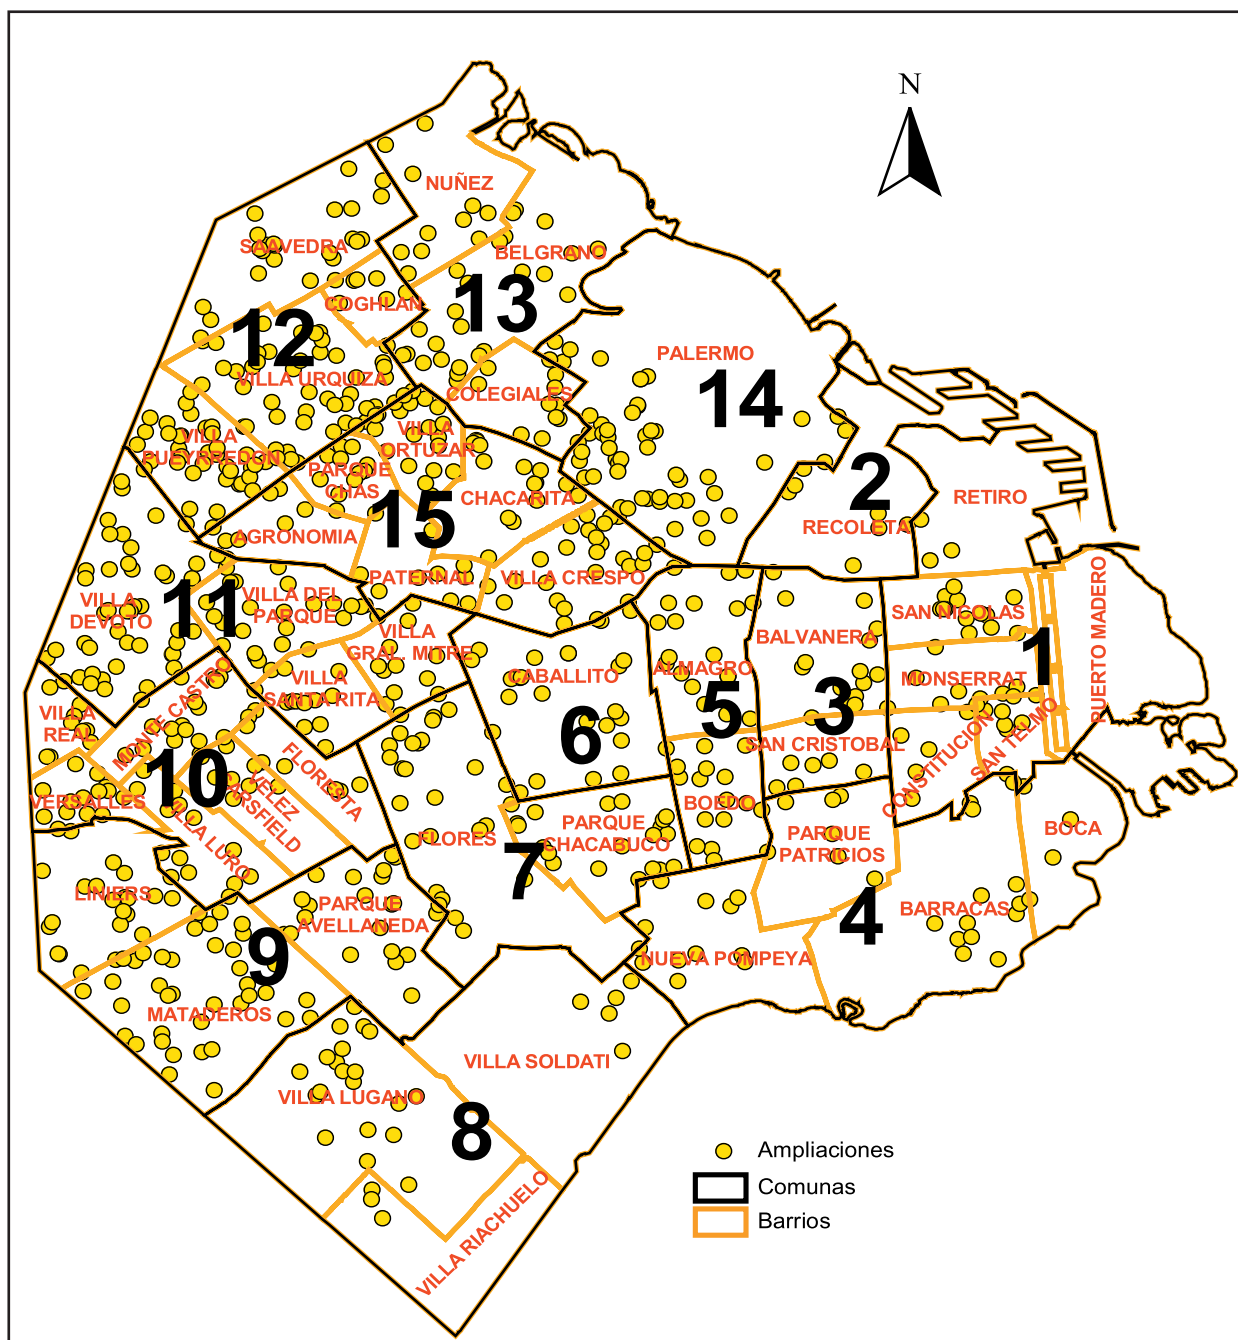 N
NUÑEZ
SAAVEDRA
BELGRANO
COGHLAN
13
12
PALERMO
VILLA URQUIZA
COLEGIALES
14
VILLA
ORTUZAR
VILLA
PUEYRREDON
PARQUE
CHAS
2
CHACARITA
RETIRO
15
RECOLETA
AGRONOMIA
PATERNAL
VILLA CRESPO
11
VILLA DEL
PARQUE
VILLA
DEVOTO
SAN NICOLAS
PUERTO MADERO
VILLA
GRAL. MITRE
BALVANERA
1
CABALLITO
ALMAGRO
MONSERRAT
MONTE CASTRO
VILLA
SANTA RITA
5
3
VILLA
REAL
6
SAN CRISTOBAL
CONSTITUCION
SAN TELMO
10
FLORESTA
VELEZ
SARSFIELD
VERSALLES
VILLA LURO
BOEDO
FLORES
PARQUE
CHACABUCO
PARQUE
PATRICIOS
BOCA
7
LINIERS
PARQUE
AVELLANEDA
4
BARRACAS
9
NUEVA POMPEYA
MATADEROS
VILLA SOLDATI
VILLA LUGANO
8
VILLA RIACHUELO
Ampliaciones
Comunas
Barrios